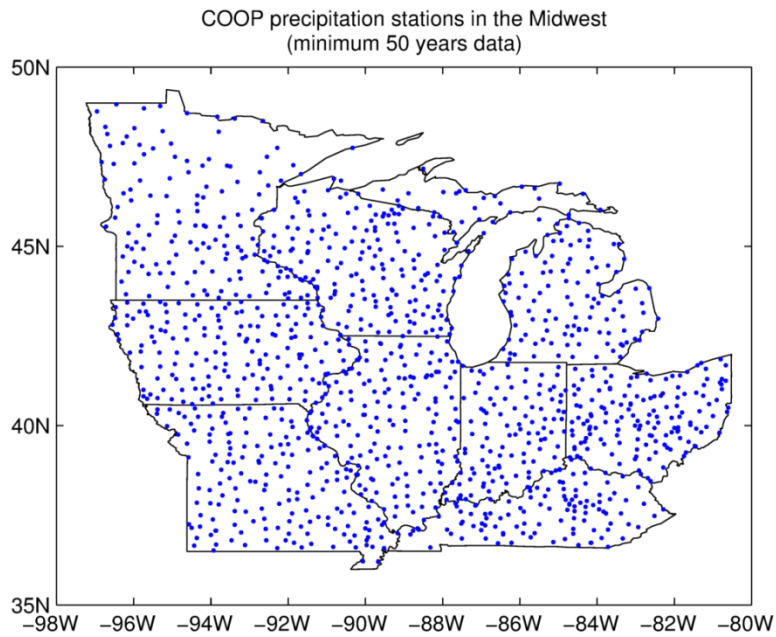 COOP precipitation stations in the Midwest
(minimum 50 years data)
50N
45N
40N
35N
−98W −96W −94W −92W −90W −88W −86W −84W −82W −80W